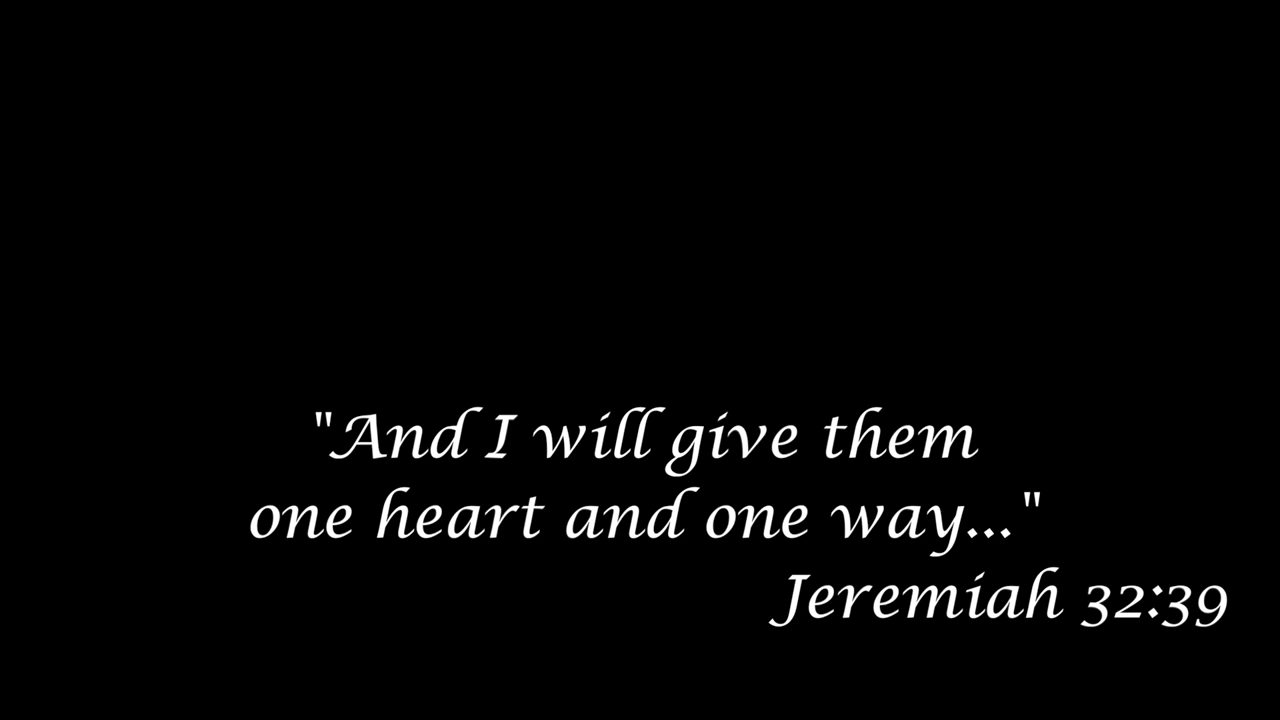 "And I will give them
one heart and one way..."
Jeremiah 32:39